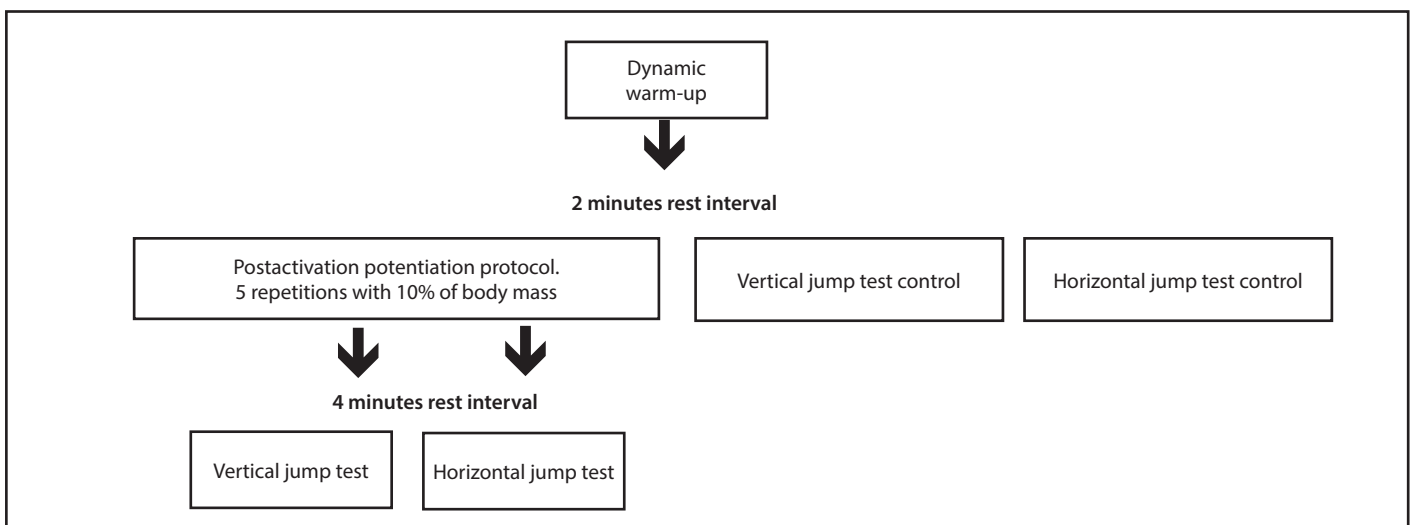 Dynamic
warm-up
2 minutes rest interval
Postactivation potentiation protocol.
5 repetitions with 10% of body mass
Vertical jump test control
Horizontal jump test control
4 minutes rest interval
Vertical jump test
Horizontal jump test